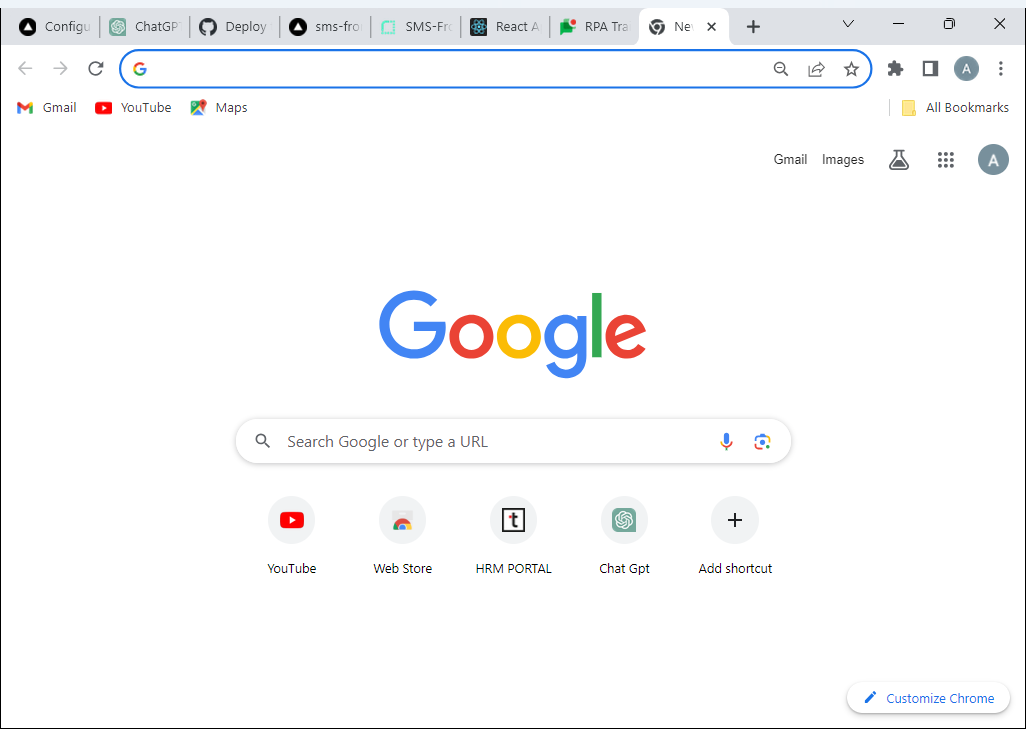 Configu
ChatGP
Deploy
sms-fro
SMS-Fro
React A
RPA Tra
Ne
A
Gmail
YouTube
Maps
All Bookmarks
Gmail Images
A
Google
Search Google or type a URL
t
YouTube
Web Store
HRM PORTAL
Chat Gpt
Add shortcut
Customize Chrome